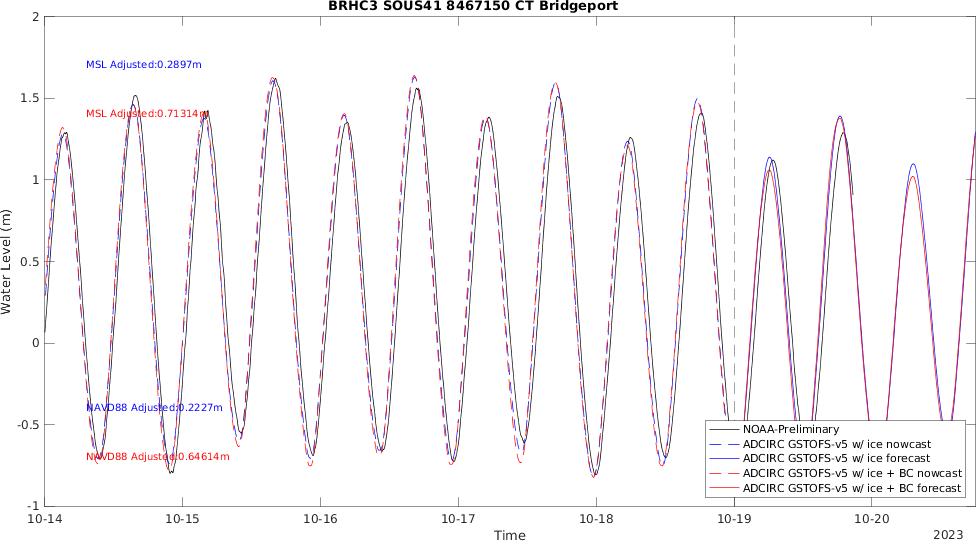 BRHC3 SOUS41 8467150 CT Bridgeport
2
MSL Adjusted:0.2897m
1.5
MSL Adjusted:0.71314m
1
Water Level (m)
0.5
0
NAVD88 Adjusted:0.2227m
-0.5
NAVD88 Adjusted:0.64614m
NOAA-Preliminary
ADCIRC GSTOFS-v5 w/ ice nowcast
ADCIRC GSTOFS-v5 w/ ice forecast
ADCIRC GSTOFS-v5 w/ ice + BC nowcast
ADCIRC GSTOFS-v5 w/ ice + BC forecast
-1
10-14 10-15 10-16 10-17 10-18 10-19 10-20
Time
2023